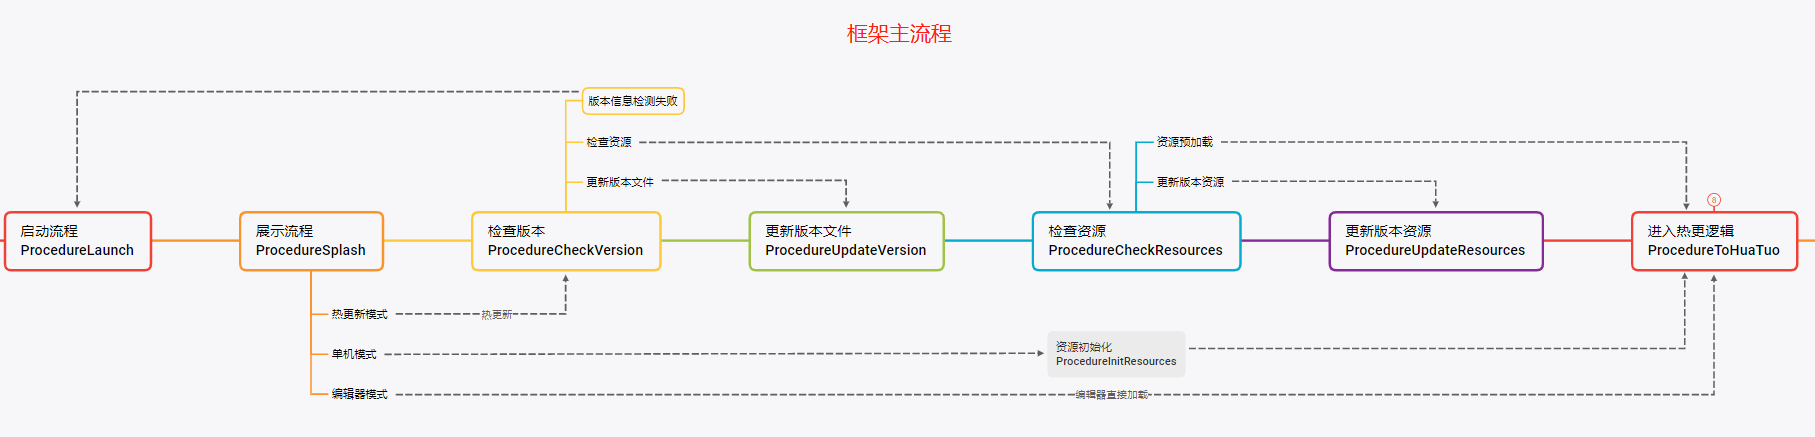 框架主流程
版本信息检测失败
检查资源
更新版本文件
资源预加载
更新版本资源
8
启动流程
ProcedureLaunch
展示流程
ProcedureSplash
检查版本
ProcedureCheckVersion
更新版本文件
ProcedureUpdateVersion
检查资源
ProcedureCheckResources
更新版本资源
ProcedureUpdateResources
进入热更逻辑
ProcedureToHuaTuo
热更新模式
热更新
单机模式
资源初始化
ProcedureInitResources
编辑器模式
编辑器直接加载